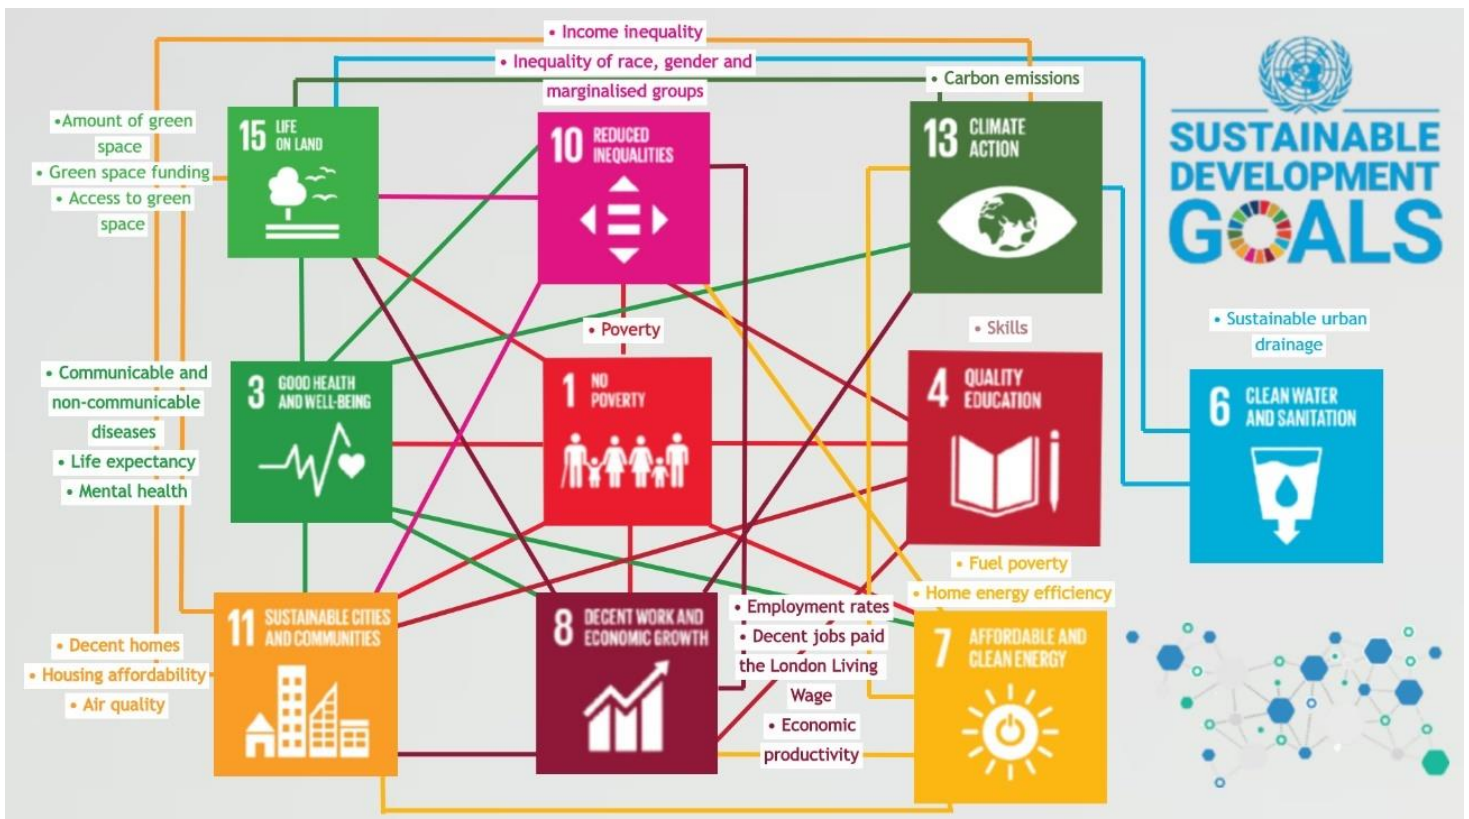 • Income inequality
• Inequality of race, gender and
marginalised groups
• Carbon emissions
•Amount of green
space
• Green space funding
• Access to green
space
15 LIFE
ON LAND
10 REDUCED
INEQUALITIES
13 CLIMATE
ACTION
SUSTAINABLE
DEVELOPMENT
GOALS
• Poverty
• Skills
• Sustainable urban
drainage
• Communicable and
non-communicable
diseases
• Life expectancy
• Mental health
3 GOOD HEALTH
AND WELL-BEING
1 NO
POVERTY
4 QUALITY
EDUCATION
6 CLEAN WATER
AND SANITATION
• Fuel poverty
• Home energy efficiency
• Decent homes
• Housing affordability
• Air quality
11 SUSTAINABLE CITIES
AND COMMUNITIES
8 DECENT WORK AND
ECONOMIC GROWTH
• Employment rates
• Decent jobs paid
the London Living
Wage
• Economic
productivity
7 AFFORDABLE AND
CLEAN ENERGY